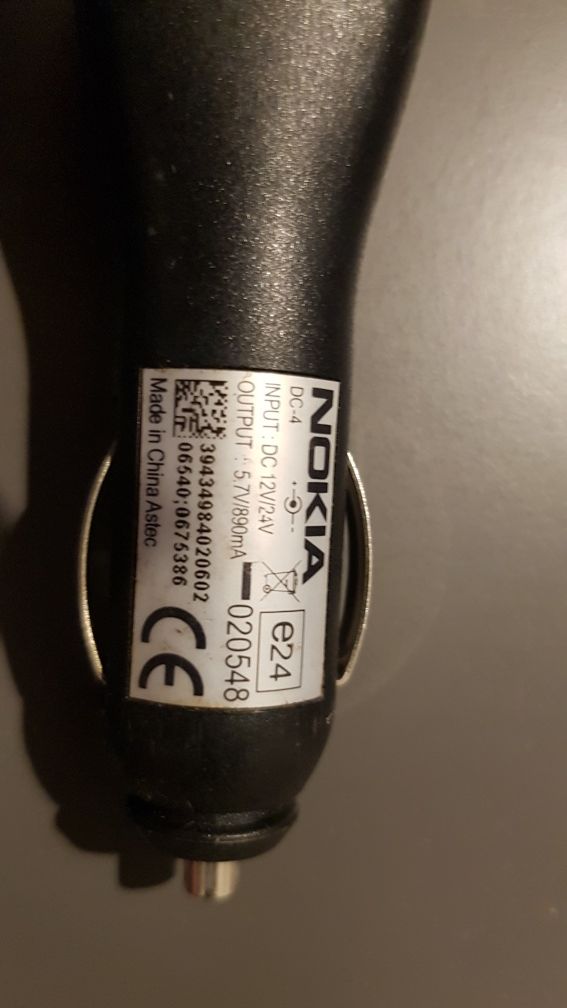 NOKIA
DC-4
INPUT : DC 12V/24V
OUTPUT : 5.7V/890mA
e24
020548
39434984020602
06540;0675386
Made in China Astec
CE